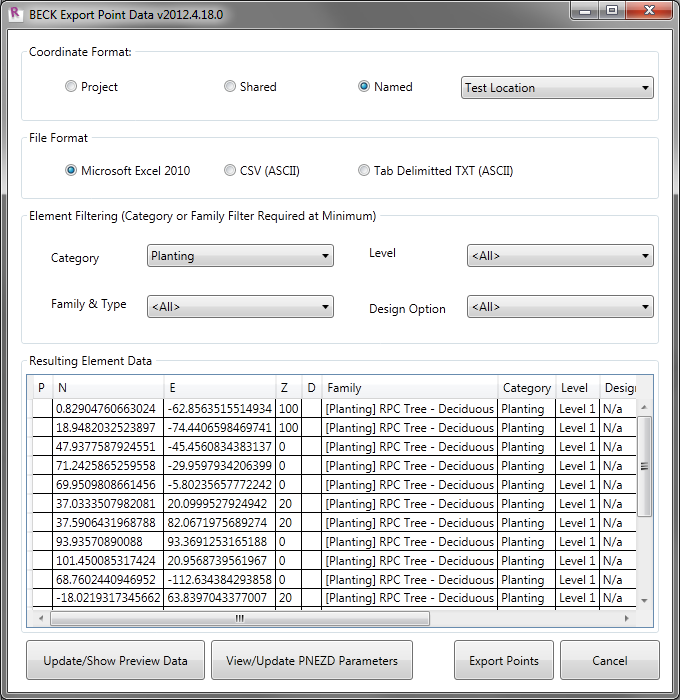 BECK Export Point Data v2012.4.18.0
Coordinate Format:
Project Shared Named Test Location
File Format
Microsoft Excel 2010 CSV (ASCII) Tab Delimitted TXT (ASCII)
Element Filtering (Category or Family Filter Required at Minimum)
Category Planting Level <All>
Family & Type <All> Design Option <All>
Resulting Element Data
P N E Z D Family Category Level Desig
0.82904760663024 -62.8563515514934 100 [Planting] RPC Tree - Deciduous Planting Level 1 N/a
18.9482032523897 -74.4406598469741 100 [Planting] RPC Tree - Deciduous Planting Level 1 N/a
47.9377587924551 -45.4560834383137 0 [Planting] RPC Tree - Deciduous Planting Level 1 N/a
71.2425865259558 -29.9597934206399 0 [Planting] RPC Tree - Deciduous Planting Level 1 N/a
69.9509808661456 -5.80235657772242 0 [Planting] RPC Tree - Deciduous Planting Level 1 N/a
37.0333507982081 20.0999527924942 20 [Planting] RPC Tree - Deciduous Planting Level 1 N/a
37.5906431968788 82.0671975689274 20 [Planting] RPC Tree - Deciduous Planting Level 1 N/a
93.93570890088 93.3691253165188 0 [Planting] RPC Tree - Deciduous Planting Level 1 N/a
101.450085317424 20.9568739561967 0 [Planting] RPC Tree - Deciduous Planting Level 1 N/a
68.7602440946952 -112.634384293858 0 [Planting] RPC Tree - Deciduous Planting Level 1 N/a
-18.0219317345662 63.8397043377007 20 [Planting] RPC Tree - Deciduous Planting Level 1 N/a
Update/Show Preview Data View/Update PNEZD Parameters Export Points Cancel